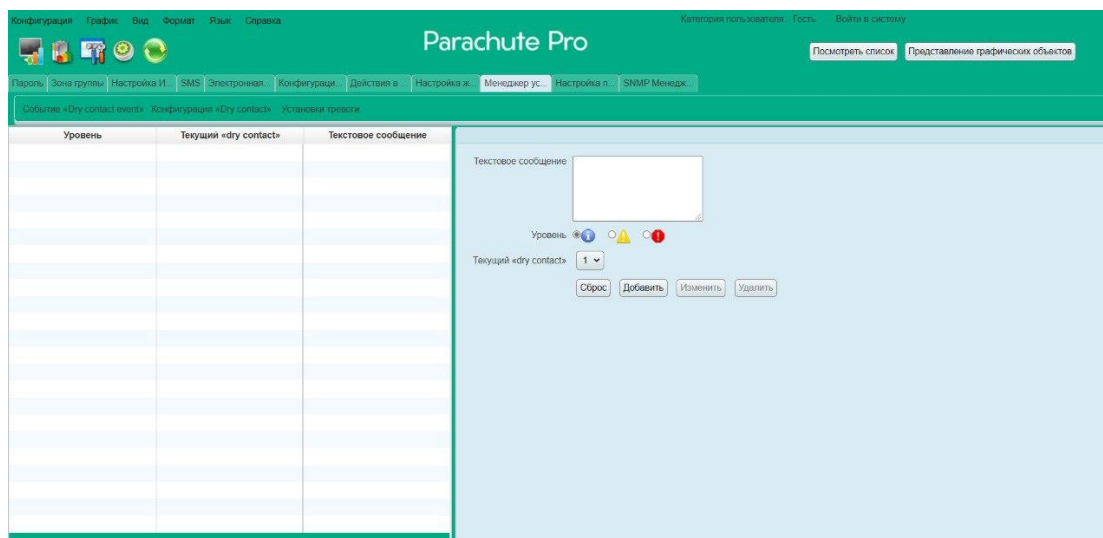 Конфигурация График Вид Формат Язык Справка
Категория пользователя: Гость Войти в систему
Parachute Pro
Посмотреть список Представление графических объектов
Пароль Зона группы Настройка И... SMS Электронная... Конфигураци... Действия в ... Настройка ж... Менеджер ус... Настройка п... SNMP Менедж...
Событие «Dry contact event» Конфигурация «Dry contact» Установки тревоги
Уровень Текущий «dry contact» Текстовое сообщение
Текстовое сообщение
Уровень
Текущий «dry contact» 1
Сброс Добавить Изменить Удалить